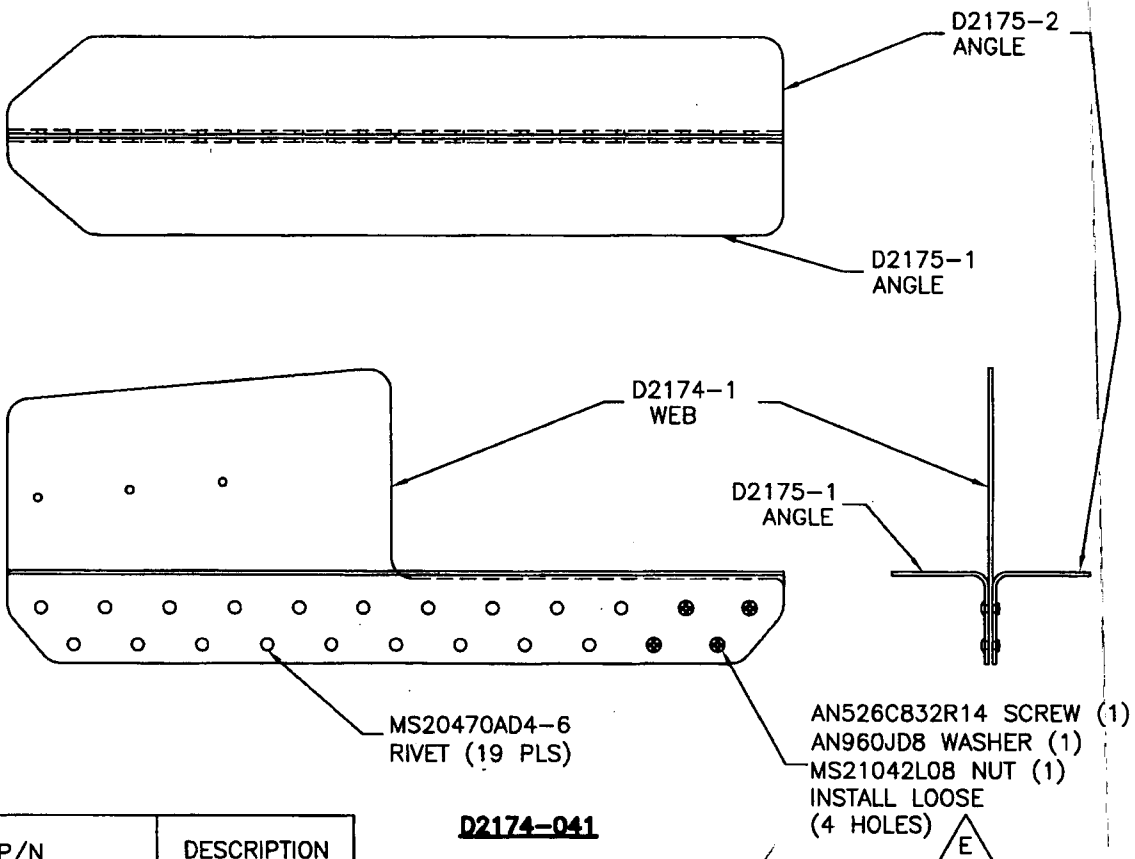 D2175-2
ANGLE
D2175-1
ANGLE
D2174-1
WEB
D2175-1
ANGLE
MS20470AD4-6
RIVET (19 PLS)
AN526C832R14 SCREW (1)
AN960JD8 WASHER (1)
MS21042L08 NUT (1)
INSTALL LOOSE
(4 HOLES)
E
D2174-041
P/N
DESCRIPTION